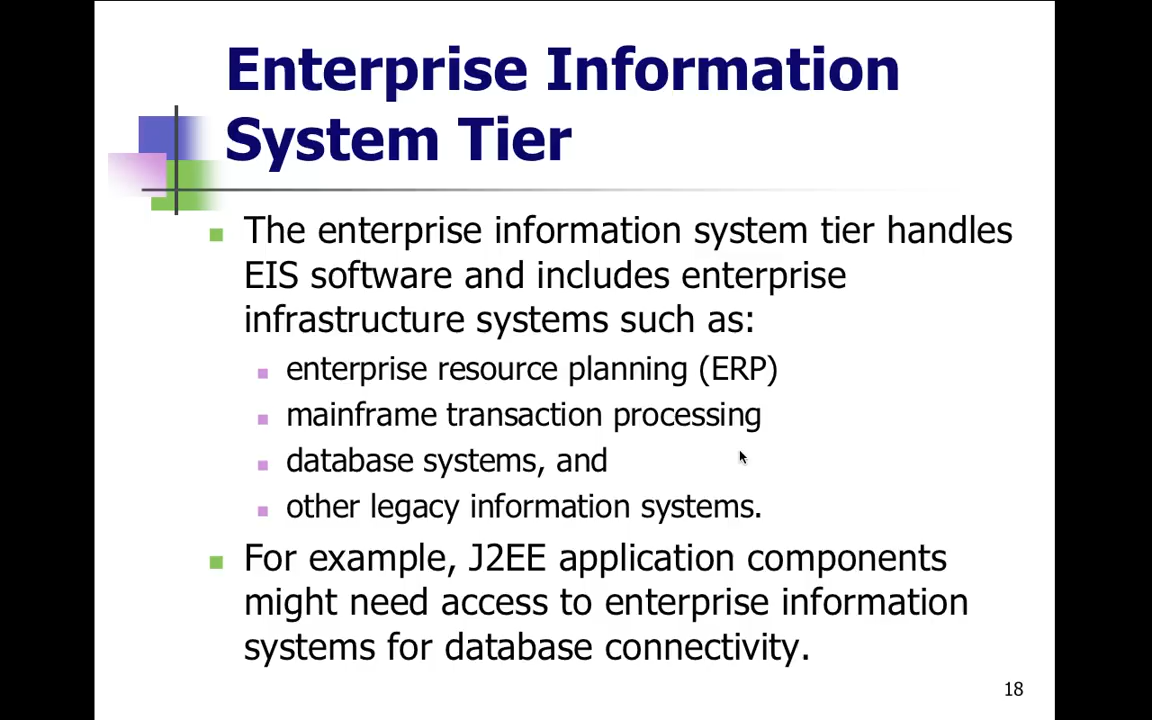 Enterprise Information
System Tier
The enterprise information system tier handles
EIS software and includes enterprise
infrastructure systems such as:
enterprise resource planning (ERP)
mainframe transaction processing
database systems, and
other legacy information systems.
For example, J2EE application components
might need access to enterprise information
systems for database connectivity.
18